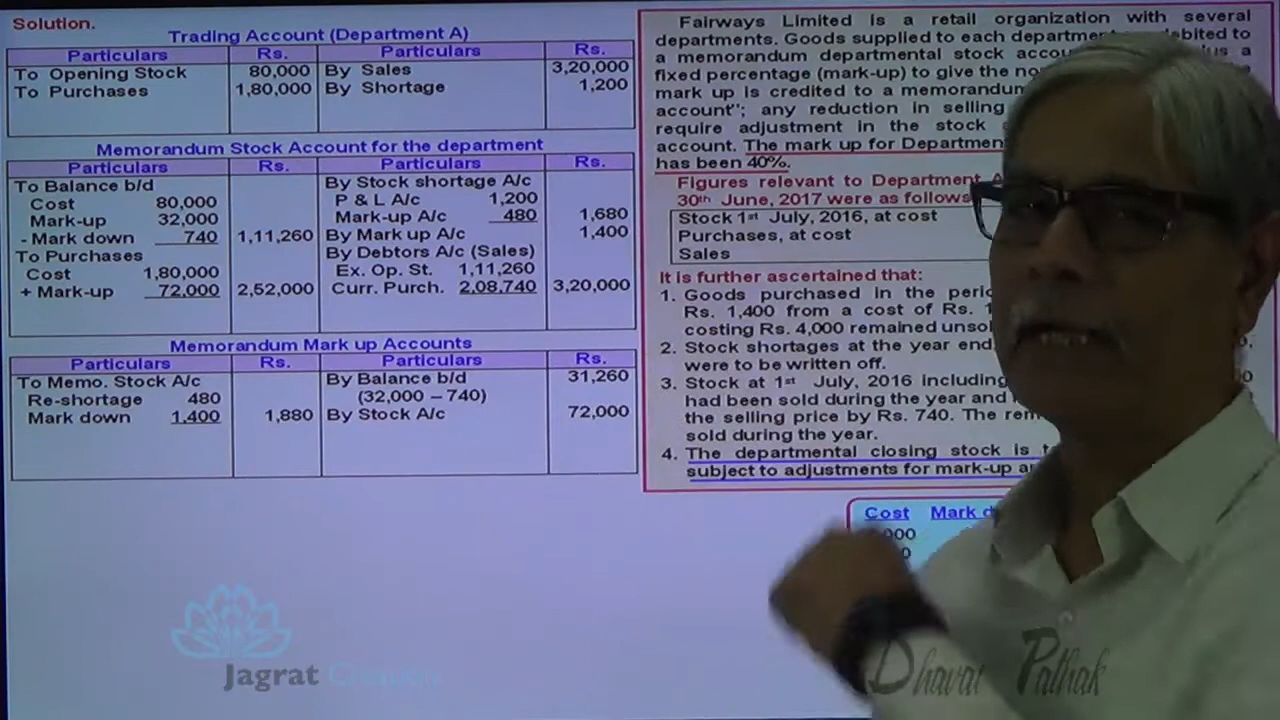 Solution.
Trading Account (Department A)
Particulars Rs. Particulars Rs.
To Opening Stock 80,000 By Sales 3,20,000
To Purchases 1,80,000 By Shortage 1,200
Memorandum Stock Account for the department
Particulars Rs. Particulars Rs.
To Balance b/d By Stock shortage A/c
Cost 80,000 P & L A/c 1,200
Mark-up 32,000 Mark-up A/c 480 1,680
- Mark down 740 1,11,260 By Mark up A/c 1,400
To Purchases By Debtors A/c (Sales)
Cost 1,80,000 Ex. Op. St. 1,11,260
+ Mark-up 72,000 2,52,000 Curr. Purch. 2,08,740 3,20,000
Memorandum Mark up Accounts
Particulars Rs. Particulars Rs.
To Memo. Stock A/c By Balance b/d 31,260
Re-shortage 480 (32,000 – 740)
Mark down 1,400 1,880 By Stock A/c 72,000
Fairways Limited is a retail organization with several
departments. Goods supplied to each department debited to
a memorandum departmental stock plus a
fixed percentage (mark-up) to give the
mark up is credited to a memorandum
account"; any reduction in selling
require adjustment in the stock
account. The mark up for Department
has been 40%.
Figures relevant to Department A
30th June, 2017 were as follows
Stock 1st July, 2016, at cost
Purchases, at cost
Sales
It is further ascertained that:
1. Goods purchased in the
Rs. 1,400 from a cost of Rs.
costing Rs. 4,000 remained
2. Stock shortages at the year end
were to be written off.
3. Stock at 1st July, 2016 including
had been sold during the year and
the selling price by Rs. 740. The
sold during the year.
4. The departmental closing stock is
subject to adjustments for mark-up
Cost Mark
Jagrat
Dhaval Pathak